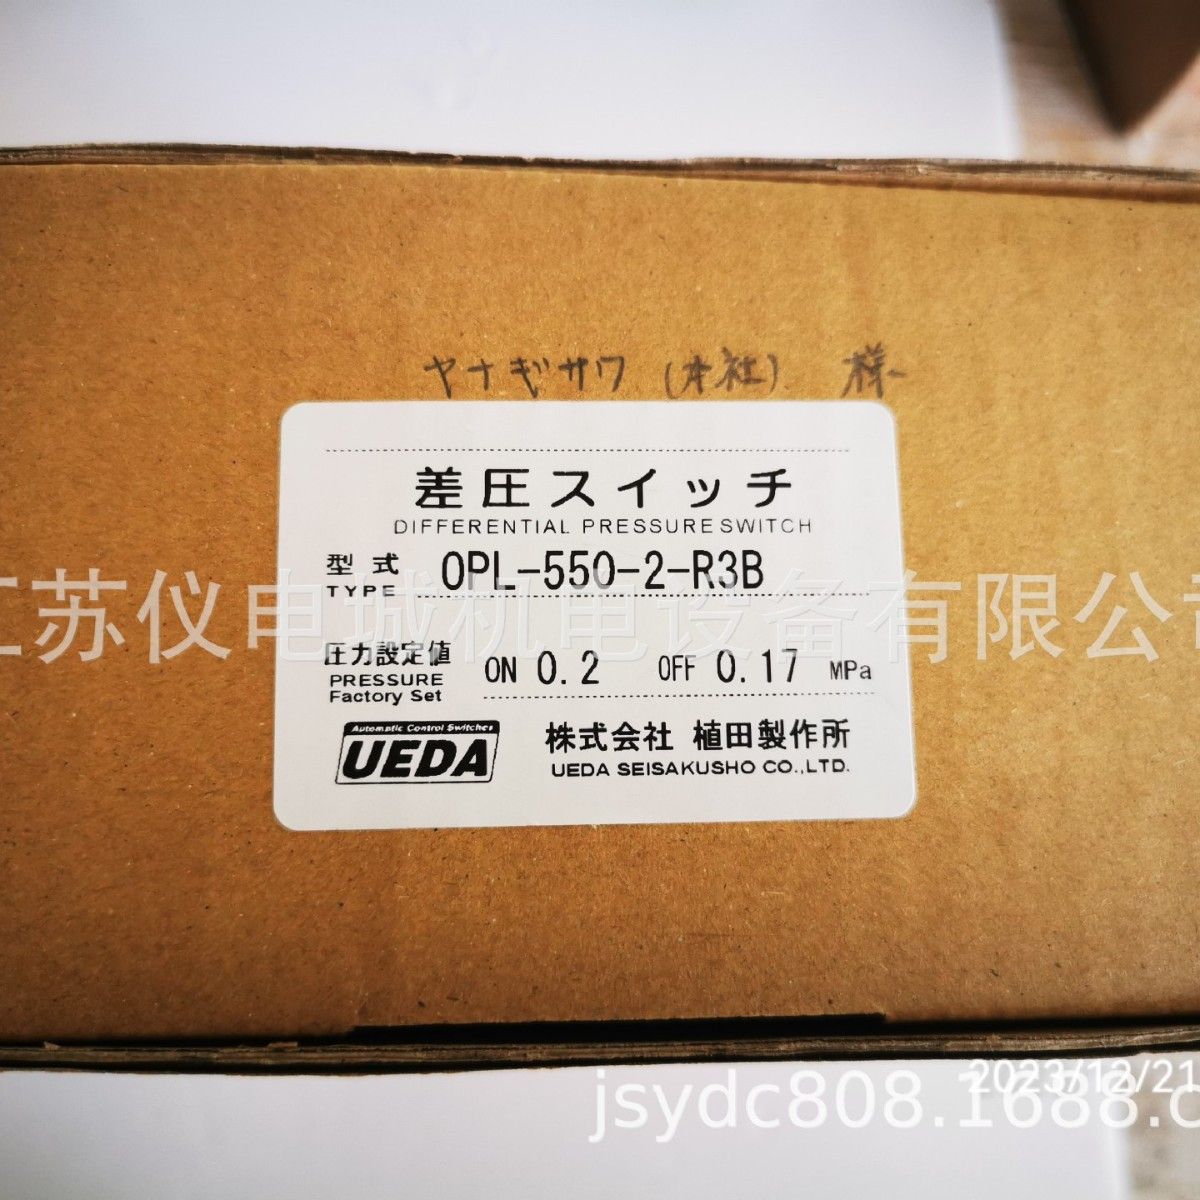 ヤナギサワ (本社). 様
差圧スイッチ
DIFFERENTIAL PRESSURE SWITCH
型式 OPL-550-2-R3B
TYPE
江苏仪电城机电设备有限公司
圧力設定値 ON 0.2 OFF 0.17 MPa
PRESSURE
Factory Set
Automatic Control Switches
UEDA
株式会社 植田製作所
UEDA SEISAKUSHO CO.,LTD.
2023/12/21
jsydc808.1688.c